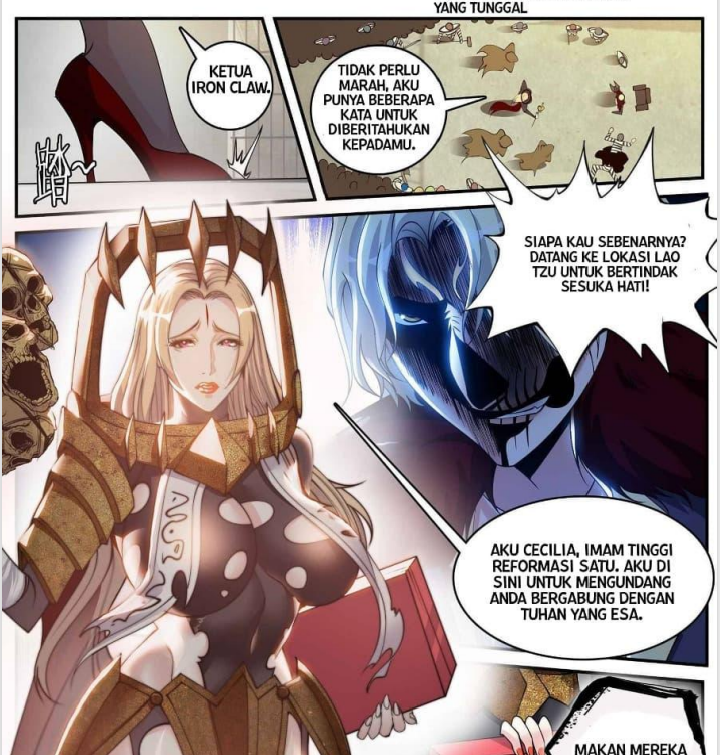 YANG TUNGGAL
KETUA
IRON CLAW.
TIDAK PERLU
MARAH, AKU
PUNYA BEBERAPA
KATA UNTUK
DIBERITAHUKAN
KEPADAMU.
踏~
SIAPA KAU SEBENARNYA?
DATANG KE LOKASI LAO
TZU UNTUK BERTINDAK
SESUKA HATI!
AKU CECILIA, IMAM TINGGI
REFORMASI SATU. AKU DI
SINI UNTUK MENGUNDANG
ANDA BERGABUNG DENGAN
TUHAN YANG ESA.
MAKAN MEREKA